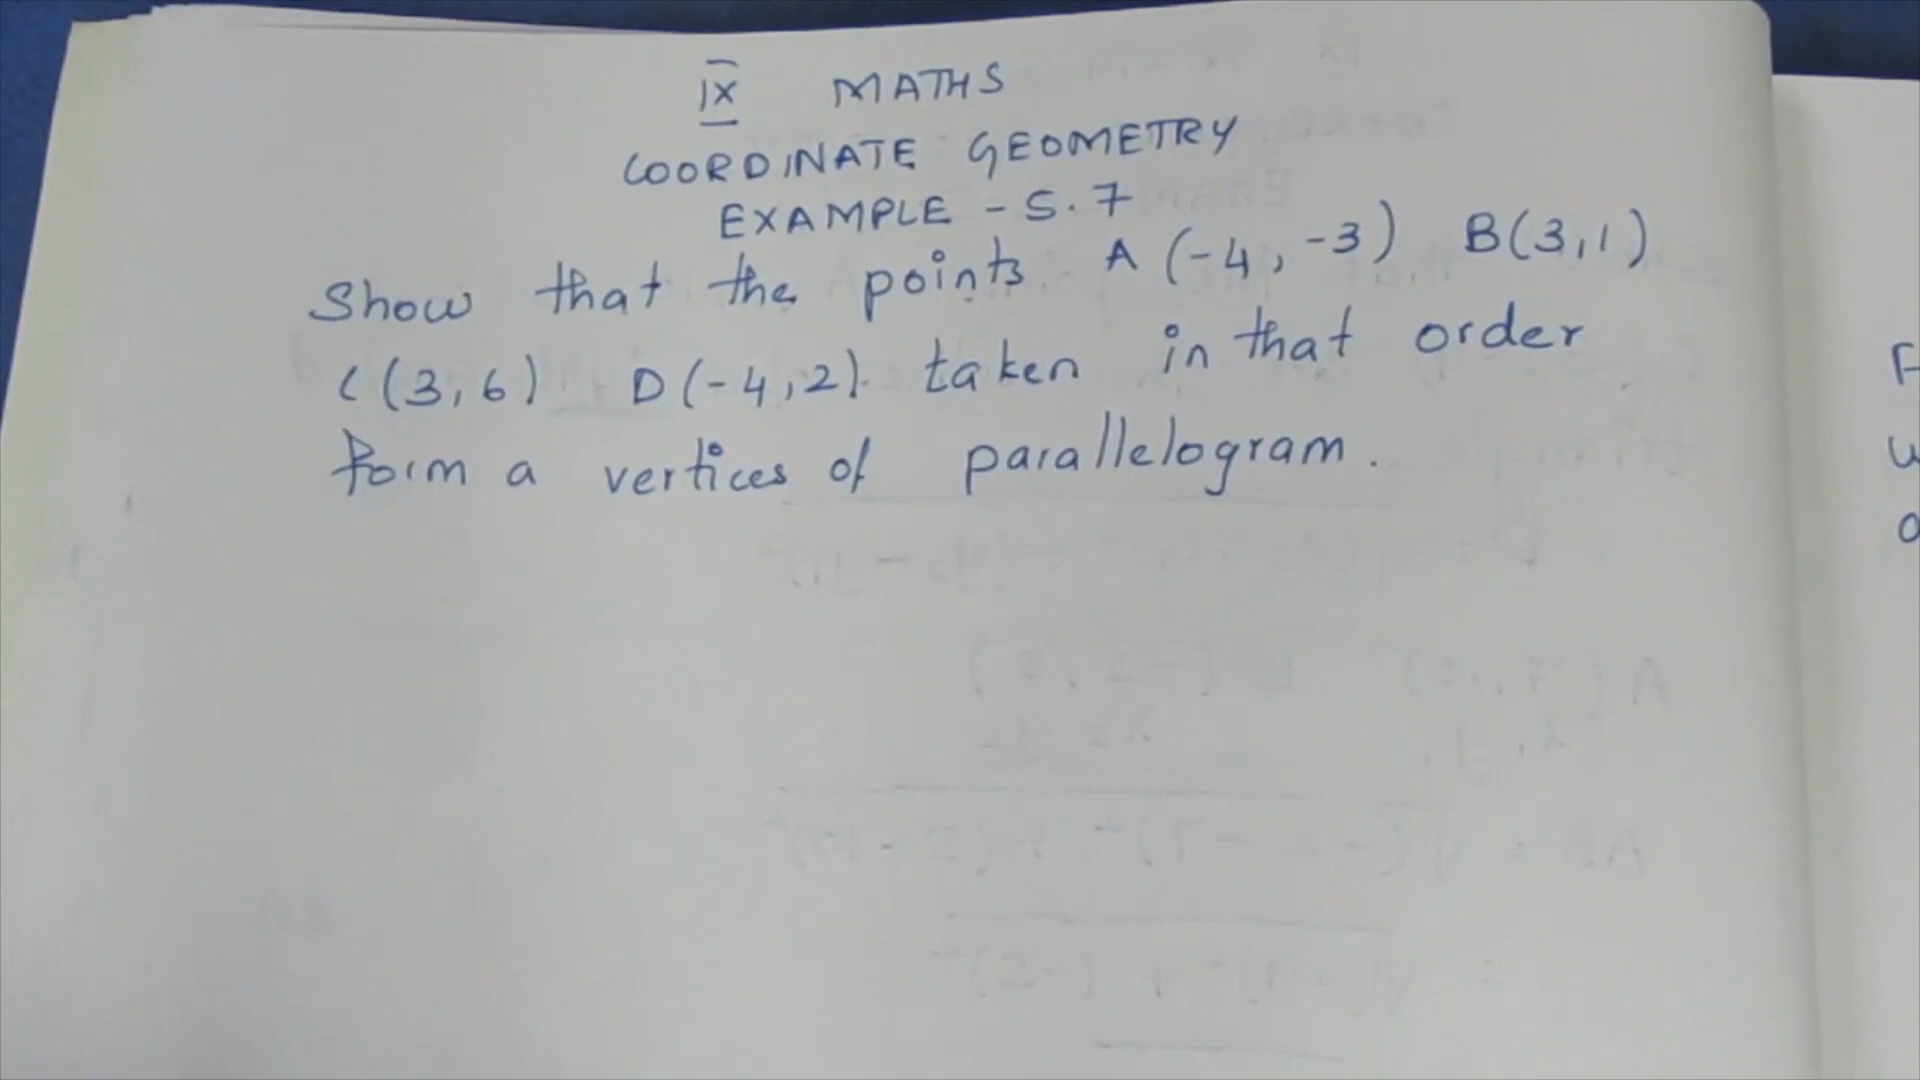 IX MATHS
COORDINATE GEOMETRY
EXAMPLE - 5.7
Show that the points A (-4, -3) B(3,1)
C(3,6) D(-4,2). taken in that order
form a vertices of parallelogram.